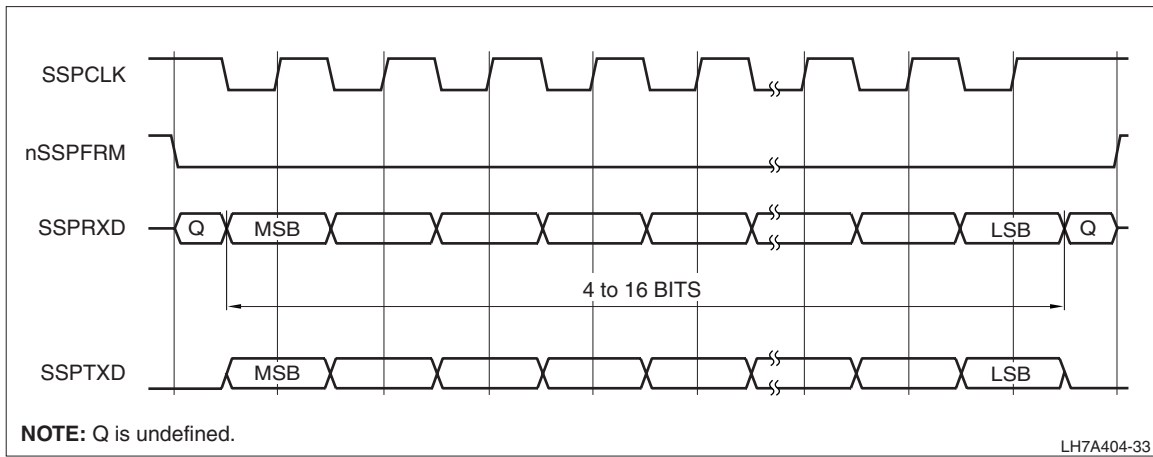 SSPCLK
nSSPFRM
SSPRXD
Q
MSB
LSB
Q
4 to 16 BITS
SSPTXD
MSB
LSB
NOTE: Q is undefined.
LH7A404-33